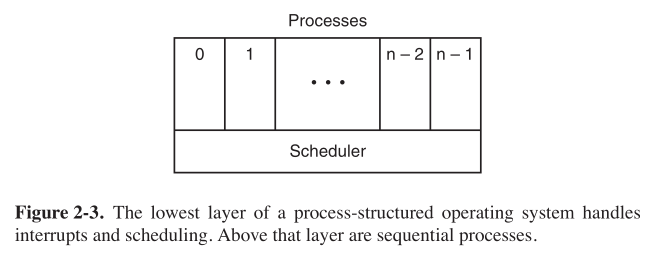 Processes
0 1 • • • n – 2 n – 1
Scheduler
Figure 2-3. The lowest layer of a process-structured operating system handles
interrupts and scheduling. Above that layer are sequential processes.